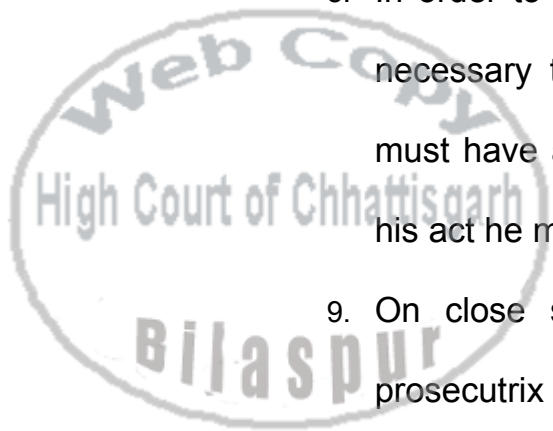 In order to
necessary
must have
his act he
9. On close
prosecutrix
Web Copy
High Court of Chhattisgarh
Bilaspur